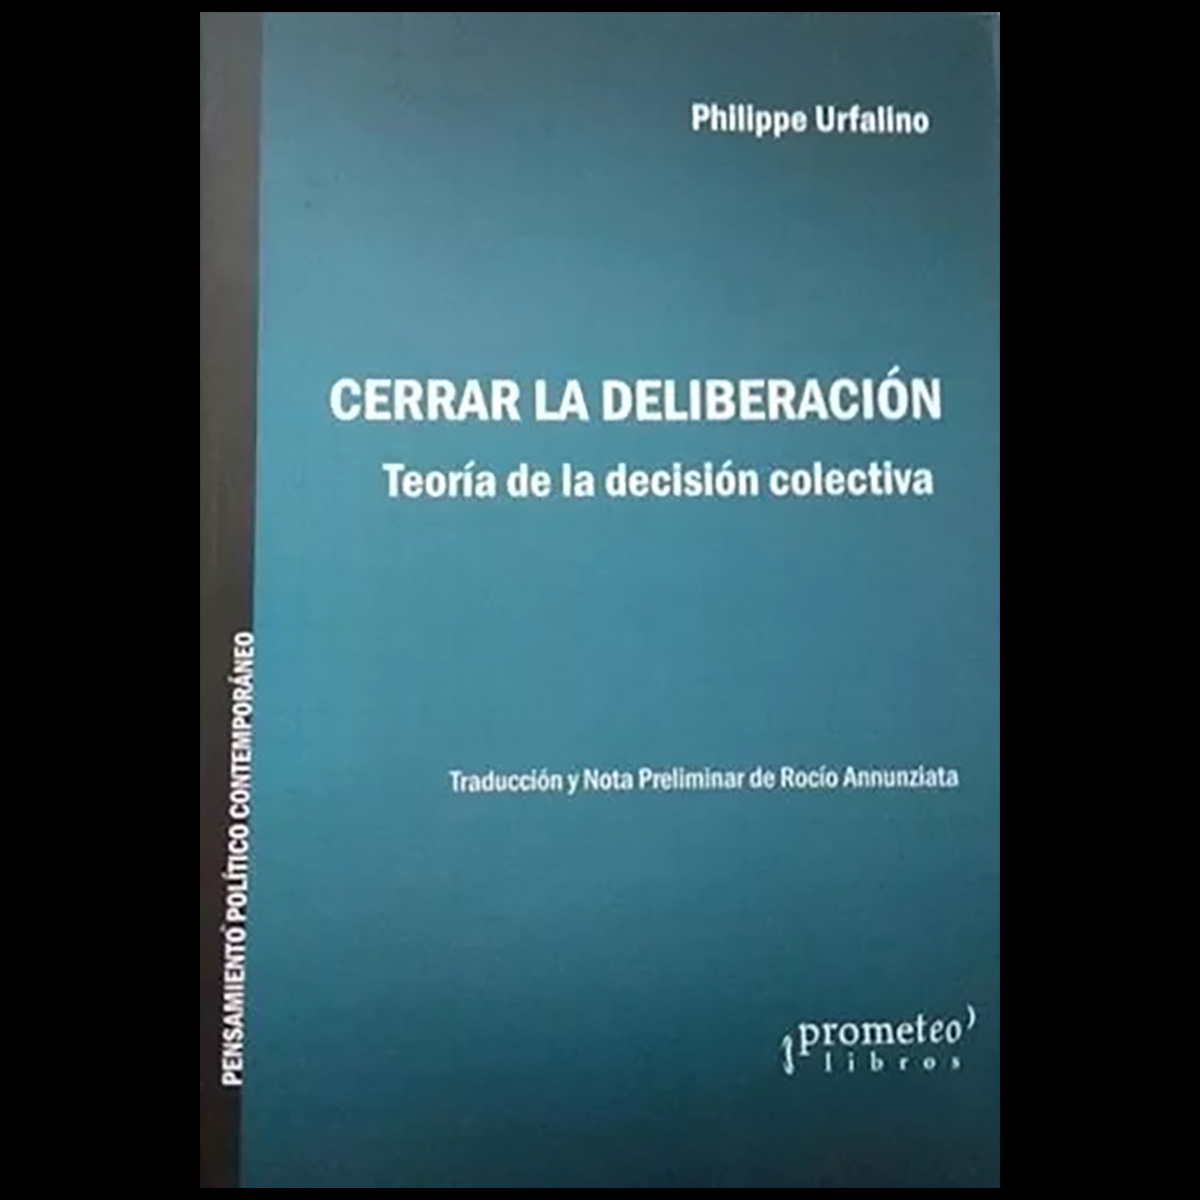 Philippe Urfalino
CERRAR LA DELIBERACIÓN
Teoría de la decisión colectiva
Traducción y Nota Preliminar de Rocío Annunziata
PENSAMIENTO POLÍTICO CONTEMPORÁNEO
prometeo
libros